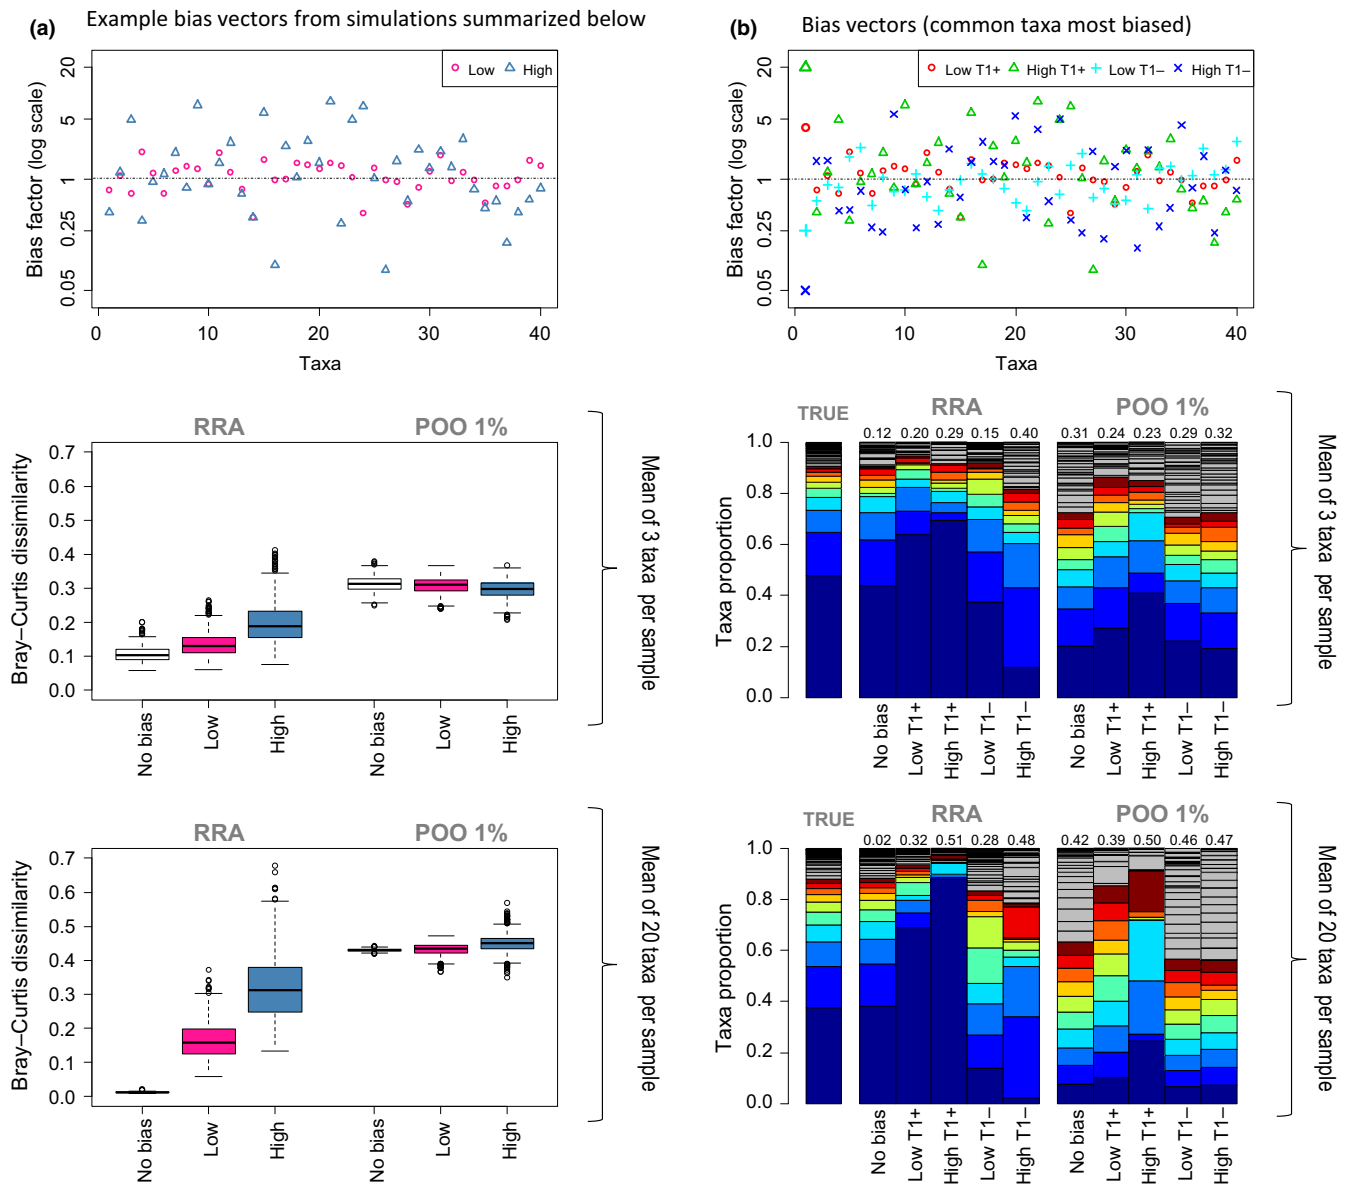 (a) Example bias vectors from simulations summarized below
Low High
Bias factor (log scale)
20
5
1
0.25
0.05
0 10 20 30 40
Taxa
(b) Bias vectors (common taxa most biased)
Low T1+ High T1+ Low T1− High T1−
Bias factor (log scale)
20
5
1
0.25
0.05
0 10 20 30 40
Taxa
RRA POO 1%
Bray–Curtis dissimilarity
0.7
0.6
0.5
0.4
0.3
0.2
0.1
0.0
No bias Low High No bias Low High
Mean of 3 taxa per sample
TRUE RRA POO 1%
0.12 0.20 0.29 0.15 0.40 0.31 0.24 0.23 0.29 0.32
Taxa proportion
1.0
0.8
0.6
0.4
0.2
0.0
No bias Low T1+ High T1+ Low T1− High T1− No bias Low T1+ High T1+ Low T1− High T1−
Mean of 3 taxa per sample
RRA POO 1%
Bray–Curtis dissimilarity
0.7
0.6
0.5
0.4
0.3
0.2
0.1
0.0
No bias Low High No bias Low High
Mean of 20 taxa per sample
TRUE RRA POO 1%
0.02 0.32 0.51 0.28 0.48 0.42 0.39 0.50 0.46 0.47
Taxa proportion
1.0
0.8
0.6
0.4
0.2
0.0
No bias Low T1+ High T1+ Low T1− High T1− No bias Low T1+ High T1+ Low T1− High T1−
Mean of 20 taxa per sample